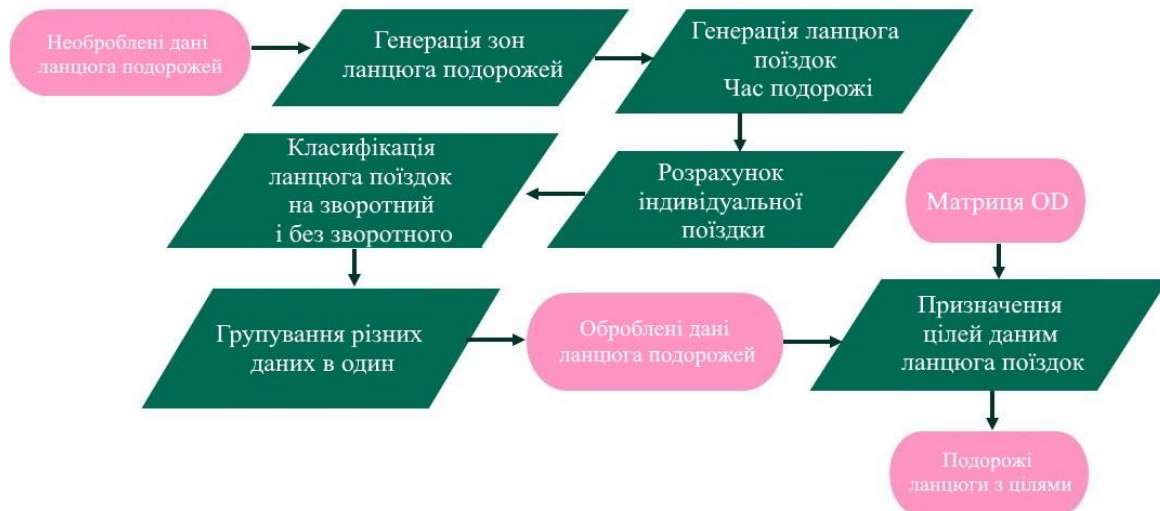 Необроблені дані
ланцюга подорожей
Генерація зон
ланцюга подорожей
Генерація ланцюга
поїздок
Час подорожі
Класифікація
ланцюга поїздок
на зворотний
і без зворотного
Розрахунок
індивідуальної
поїздки
Матриця OD
Групування різних
даних в один
Оброблені дані
ланцюга подорожей
Призначення
цілей даним
ланцюга поїздок
Подорожі
ланцюги з цілями